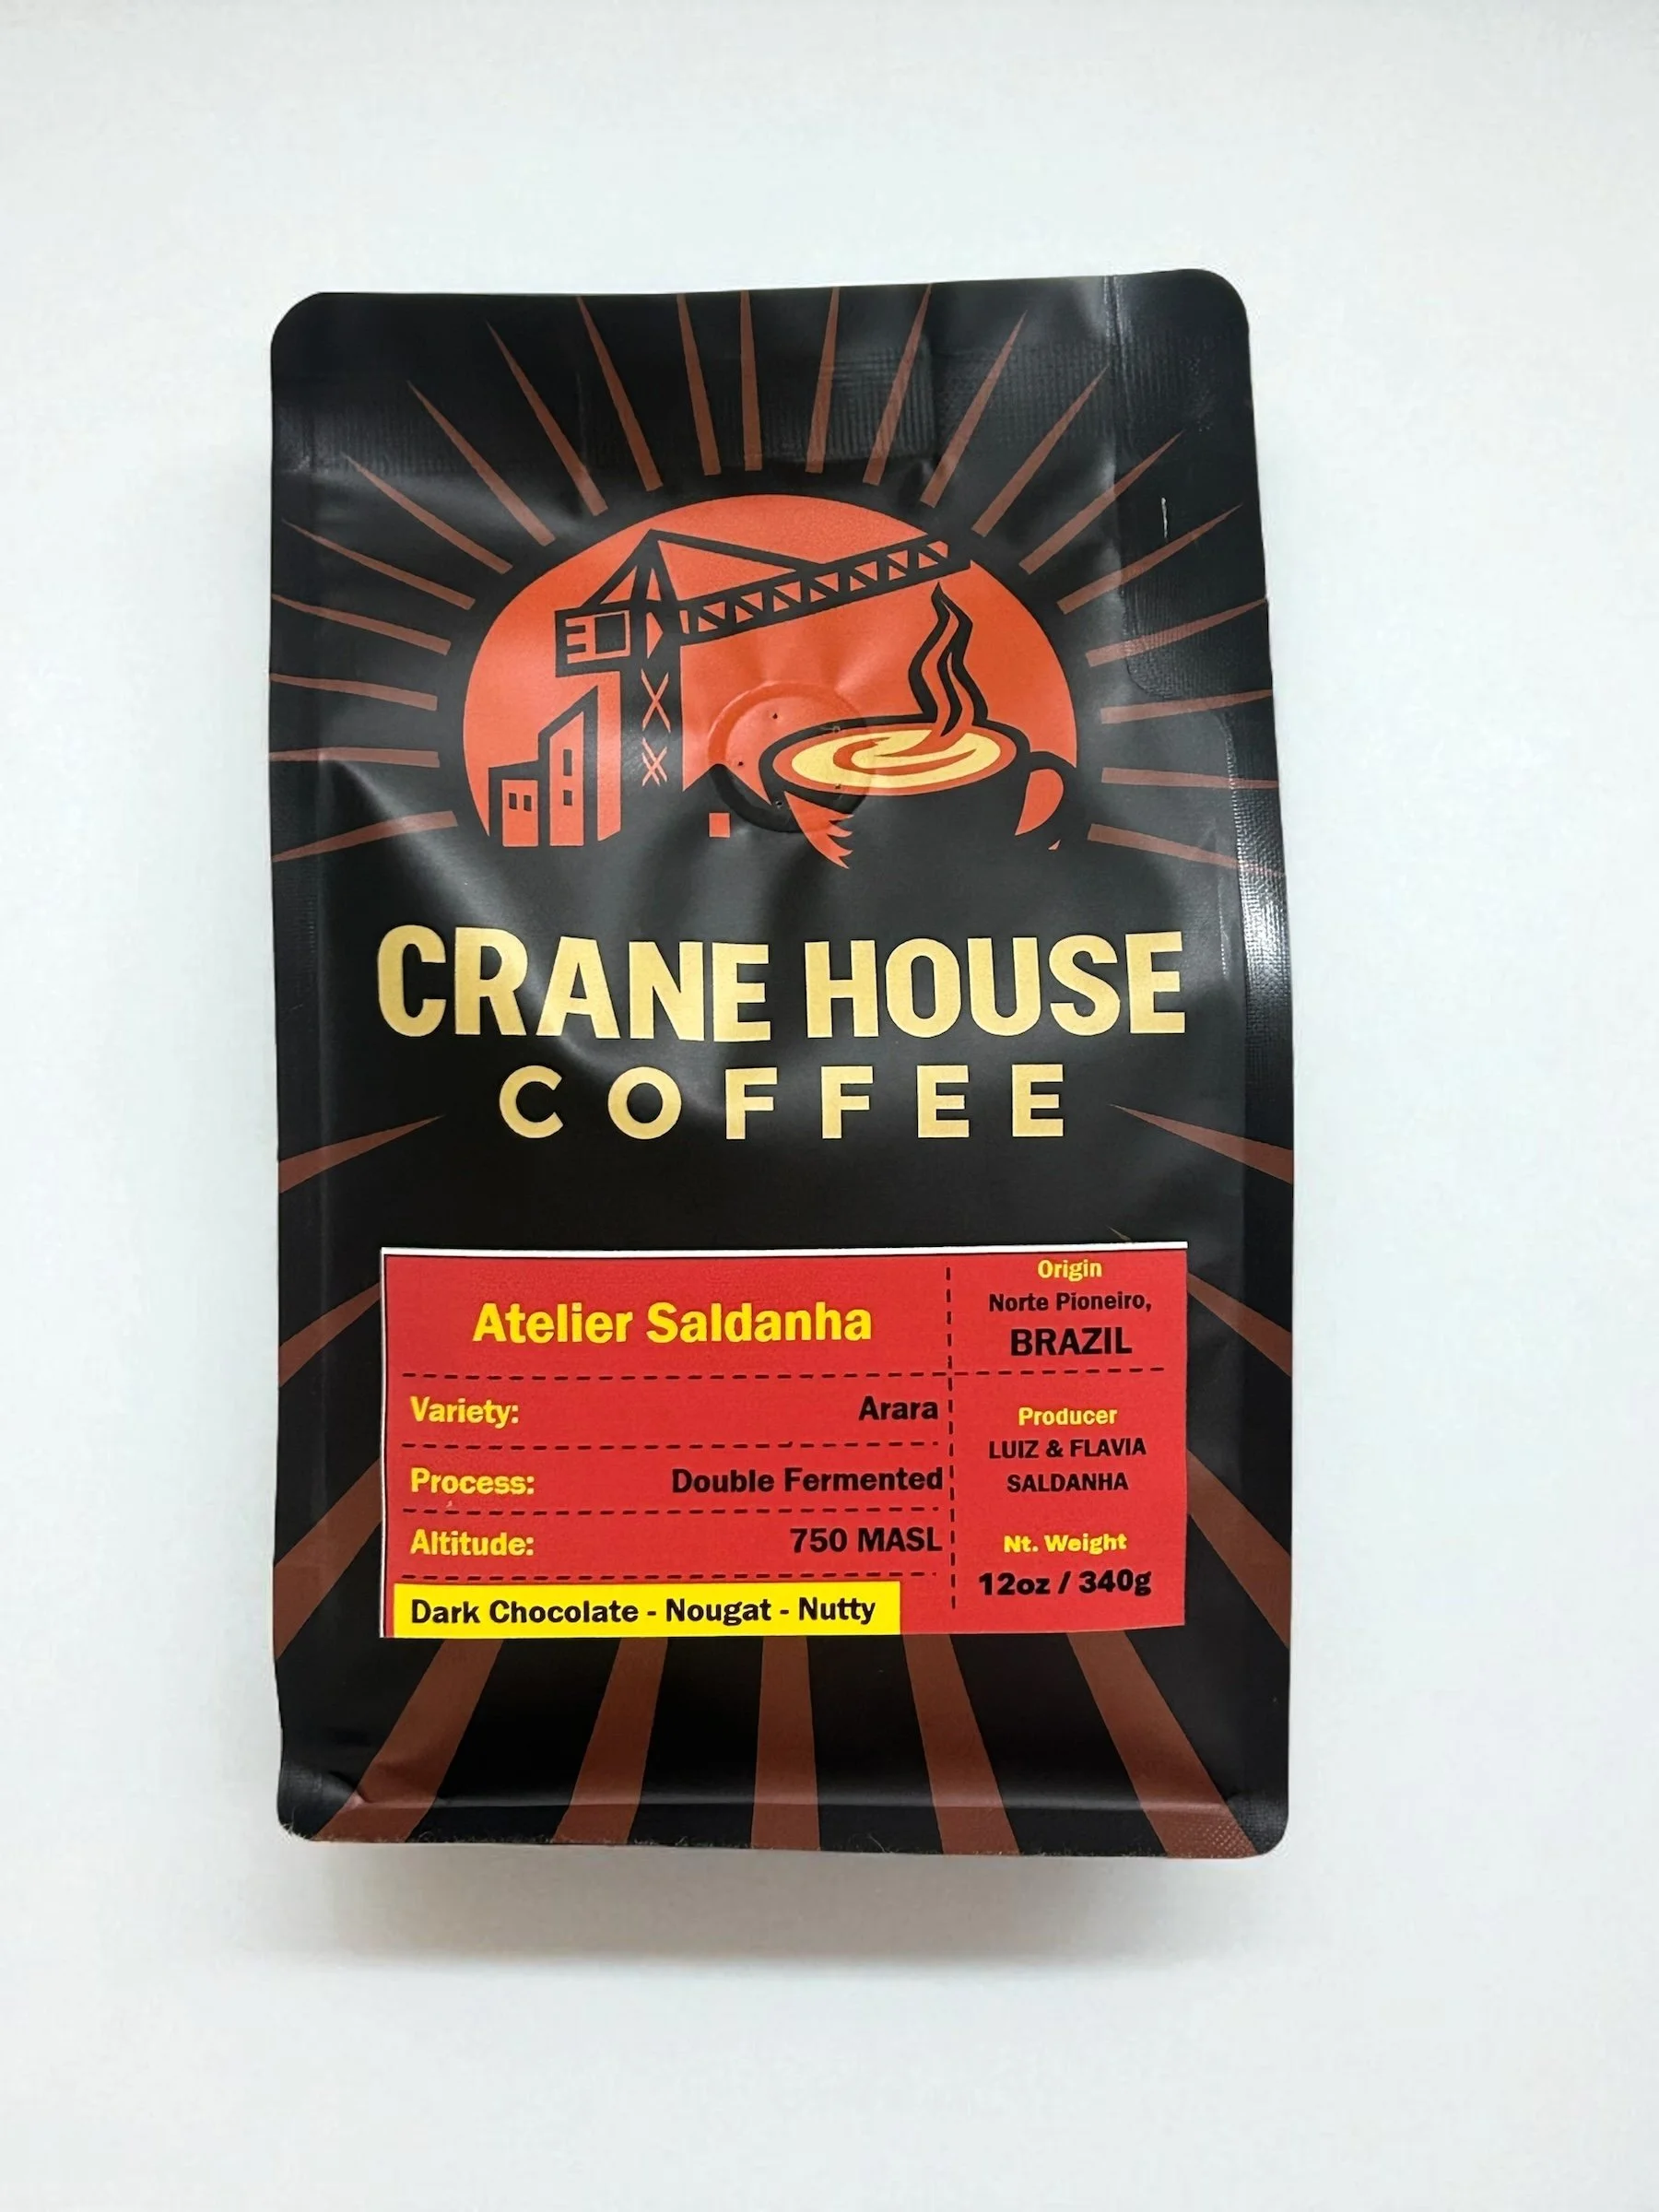 CRANE HOUSE
COFFEE
Atelier Saldanha
Variety: Arara
Process: Double Fermented
Altitude: 750 MASL
Dark Chocolate - Nougat - Nutty
Origin
Norte Pioneiro,
BRAZIL
Producer
LUIZ & FLAVIA
SALDANHA
Nt. Weight
12oz / 340g